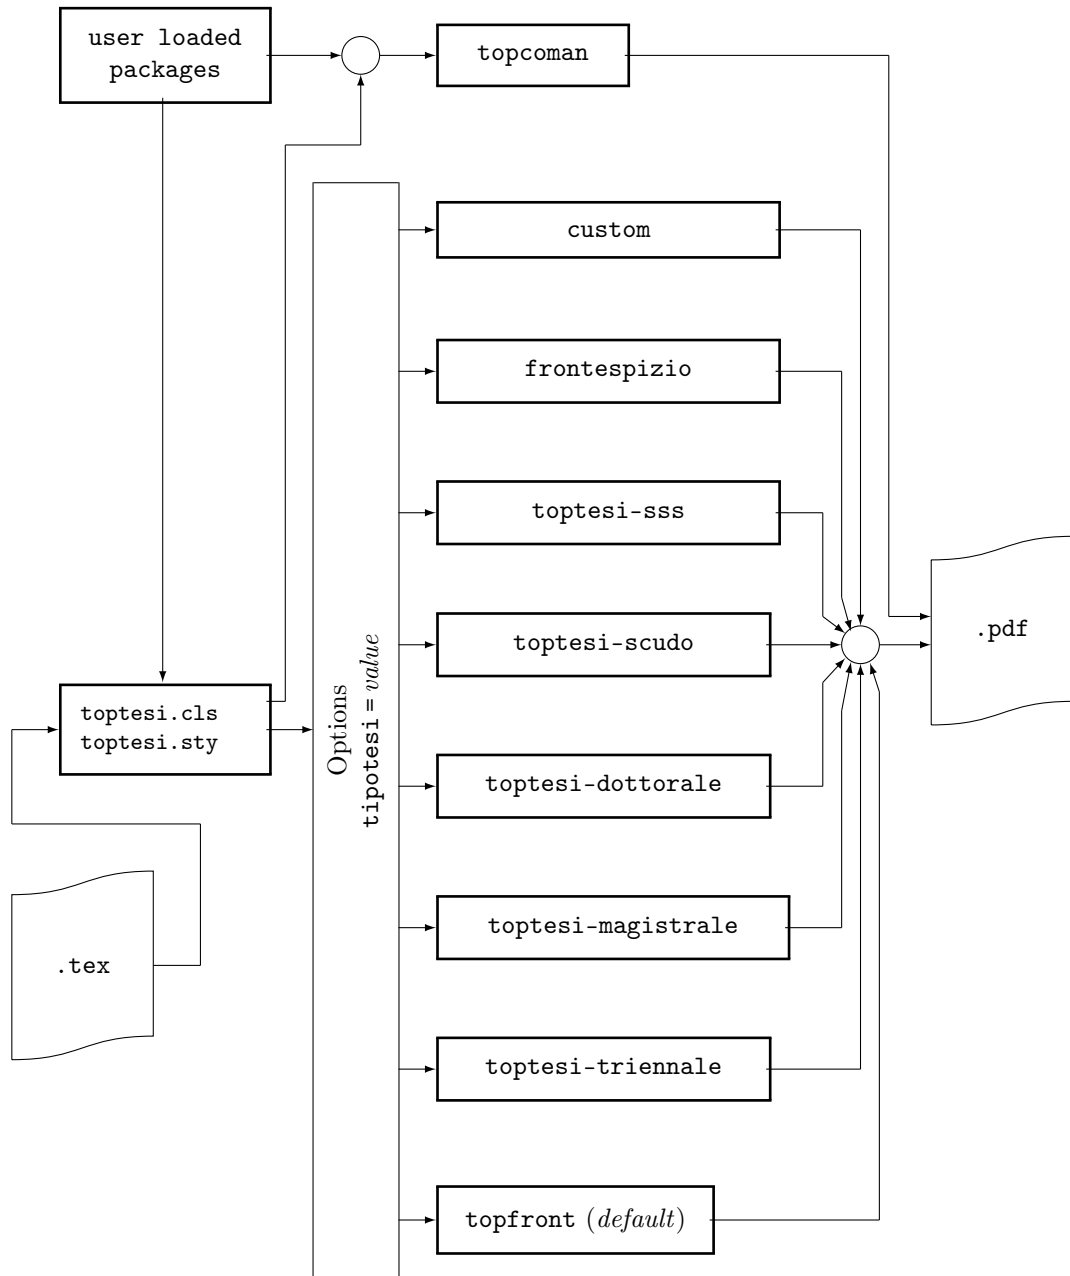 user loaded
packages
topcoman
custom
frontespizio
toptesi-sss
toptesi-scudo
.pdf
toptesi.cls
toptesi.sty
Options
tipotesi = value
toptesi-dottorale
toptesi-magistrale
.tex
toptesi-triennale
topfront (default)